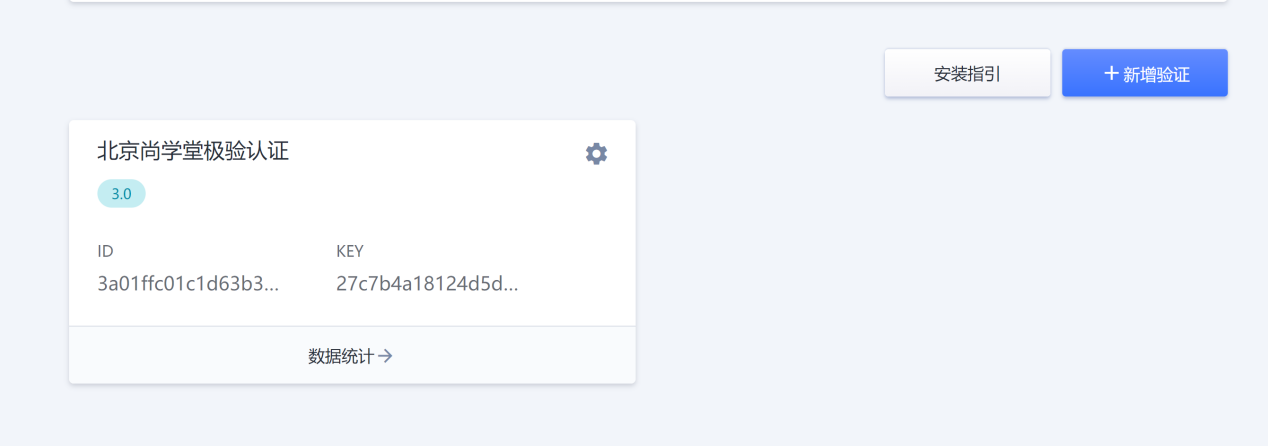 安装指引
新增验证
北京尚学堂极验认证
3.0
ID
KEY
3a01ffc01c1d63b3...
27c7b4a18124d5d...
数据统计